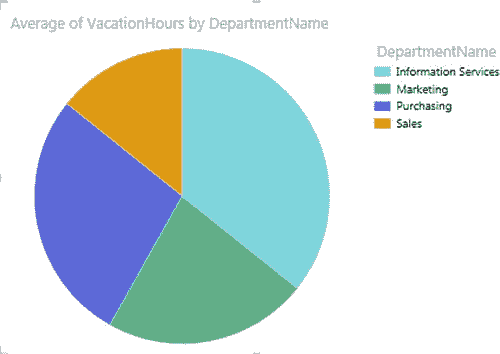 Average of VacationHours by DepartmentName
DepartmentName
Information Services
Marketing
Purchasing
Sales